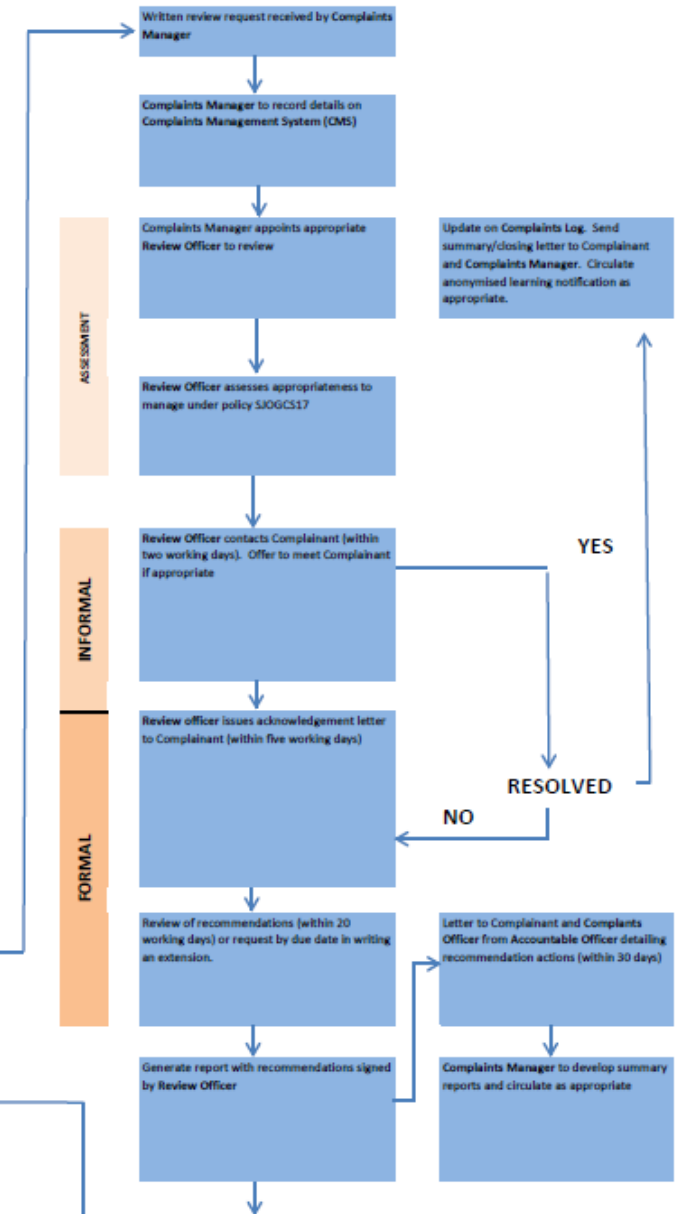 Written review request received by Complaints
Manager
Complaints Manager to record details on
Complaints Management System (CMS)
ASSESSMENT
Complaints Manager appoints appropriate
Review Officer to review
Update on Complaints Log. Send
summary/closing letter to Complainant
and Complaints Manager. Circulate
anonymised learning notification as
appropriate.
Review Officer assesses appropriateness to
manage under policy SJOGCS17
INFORMAL
Review Officer contacts Complainant (within
two working days). Offer to meet Complainant
if appropriate
YES
FORMAL
Review officer issues acknowledgement letter
to Complainant (within five working days)
RESOLVED
NO
Review of recommendations (within 20
working days) or request by due date in writing
an extension.
Letter to Complainant and Complants
Officer from Accountable Officer detailing
recommendation actions (within 30 days)
Generate report with recommendations signed
by Review Officer
Complaints Manager to develop summary
reports and circulate as appropriate